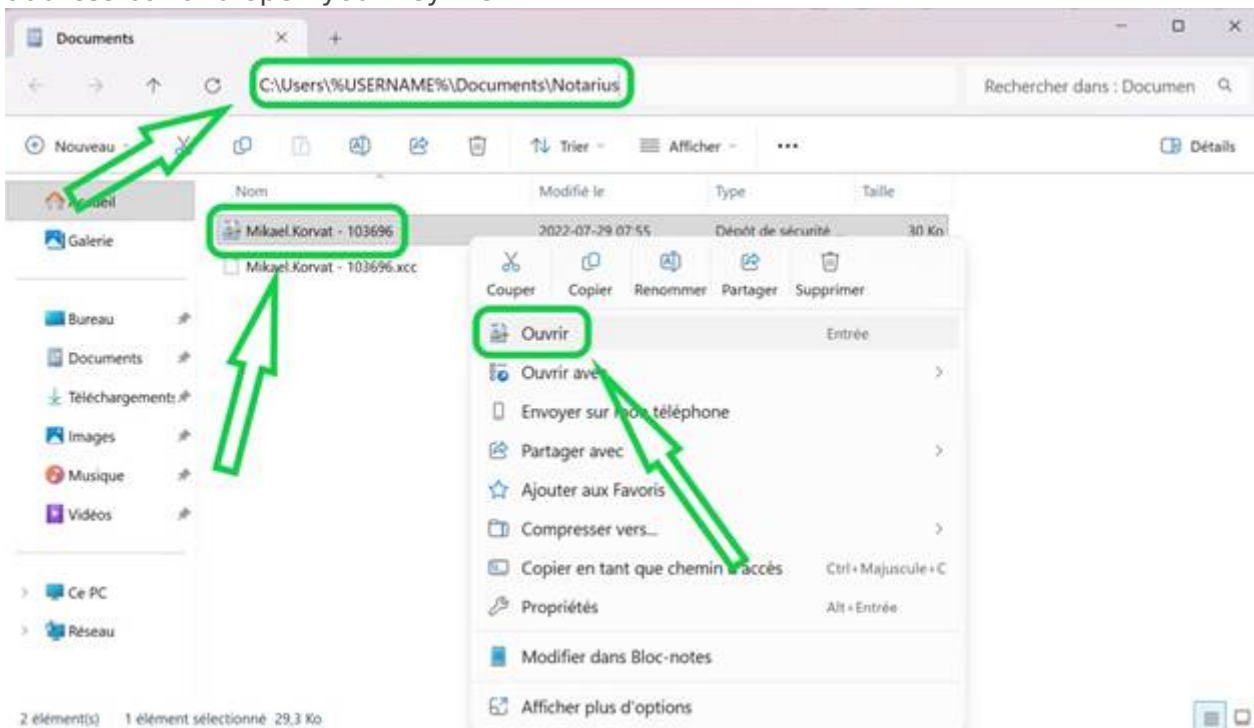 Documents
C:\Users\%USERNAME%\Documents\Notarius
Rechercher dans : Documen
Nouveau
Trier
Afficher
Détails
Accueil
Nom
Modifié le
Type
Taille
Galerie
Mikael.Korvat - 103696
2022-07-29 07:55
Dépôt de sécurité ...
30 Ko
Mikael.Korvat - 103696.xcc
Couper
Copier
Renommer
Partager
Supprimer
Bureau
Documents
Téléchargements
Images
Musique
Vidéos
Ce PC
Réseau
Ouvrir
Entrée
Ouvrir avec
Envoyer sur mon téléphone
Partager avec
Ajouter aux Favoris
Compresser vers...
Copier en tant que chemin d'accès
Ctrl+Majuscule+C
Propriétés
Alt+Entrée
Modifier dans Bloc-notes
Afficher plus d'options
2 élément(s)
1 élément sélectionné 29,3 Ko